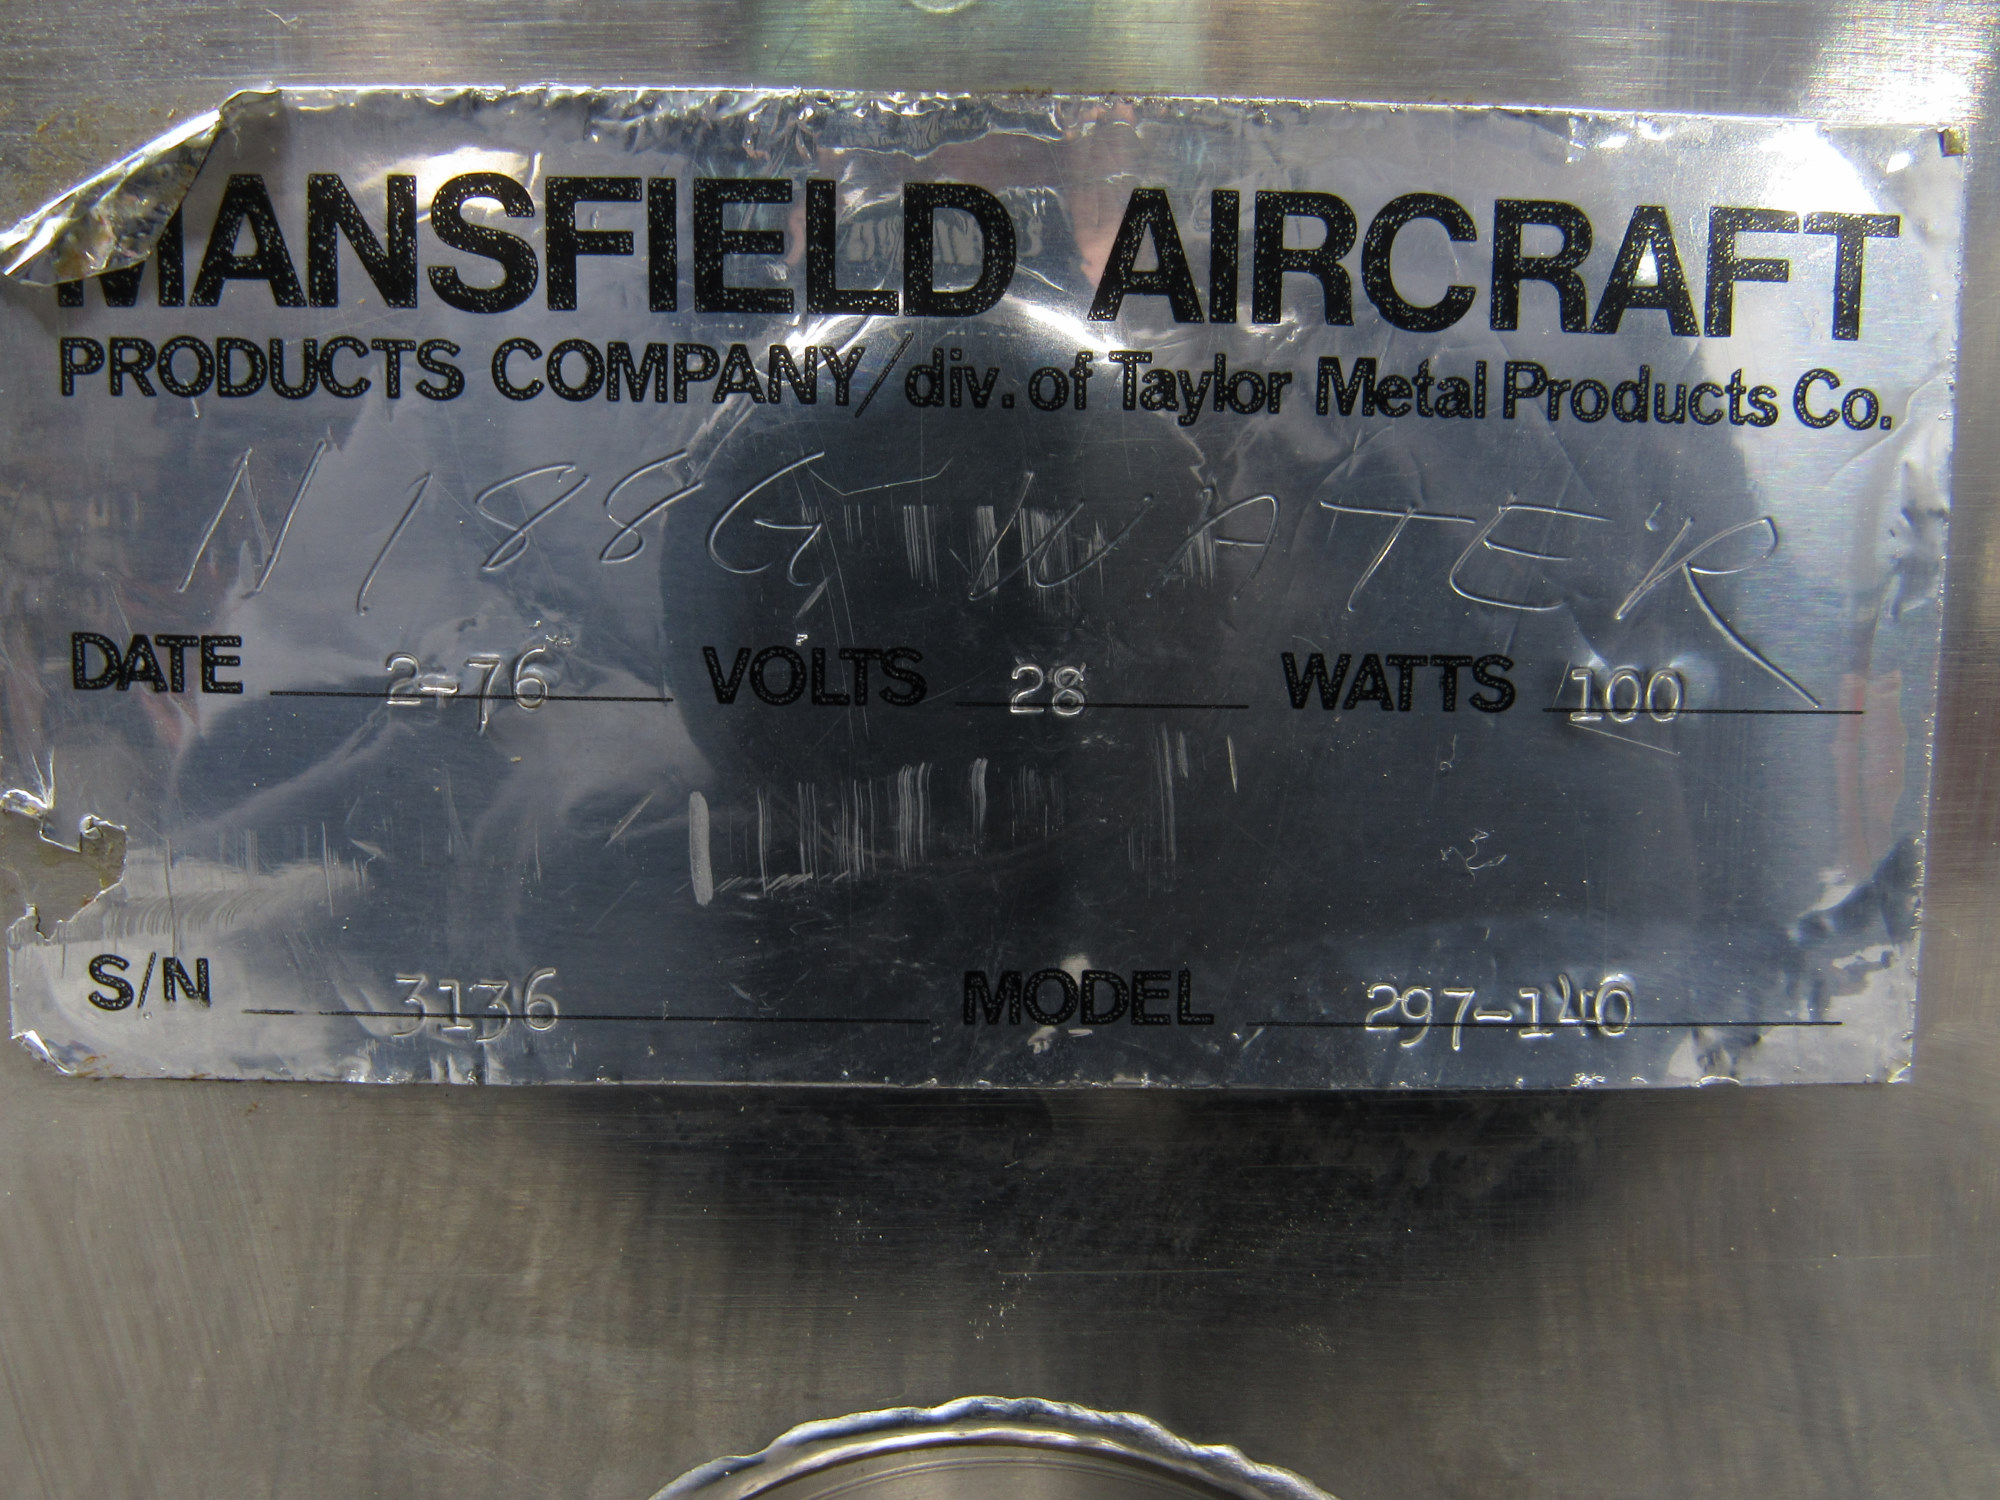 MANSFIELD AIRCRAFT
PRODUCTS COMPANY/div. of Taylor Metal Products Co.
N188G WATER
DATE 2-76 VOLTS 28 WATTS 100
S/N 3136 MODEL 297-140